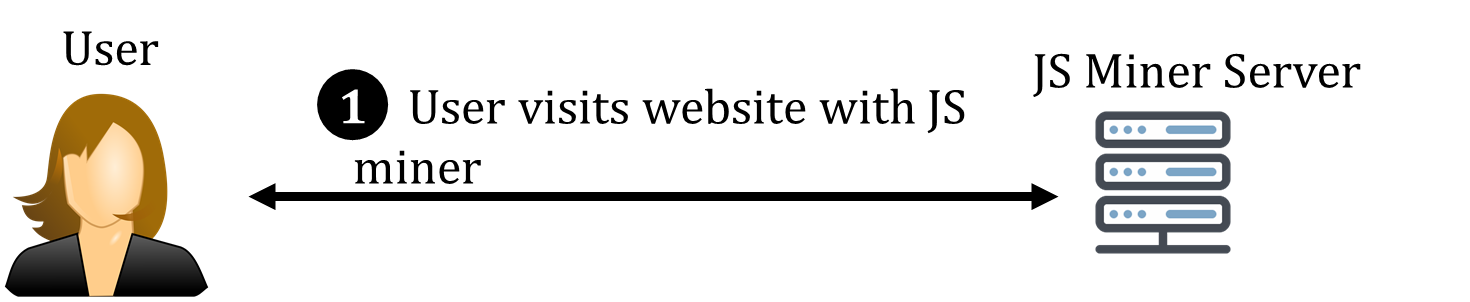 User
JS Miner Server
1 User visits website with JS
miner